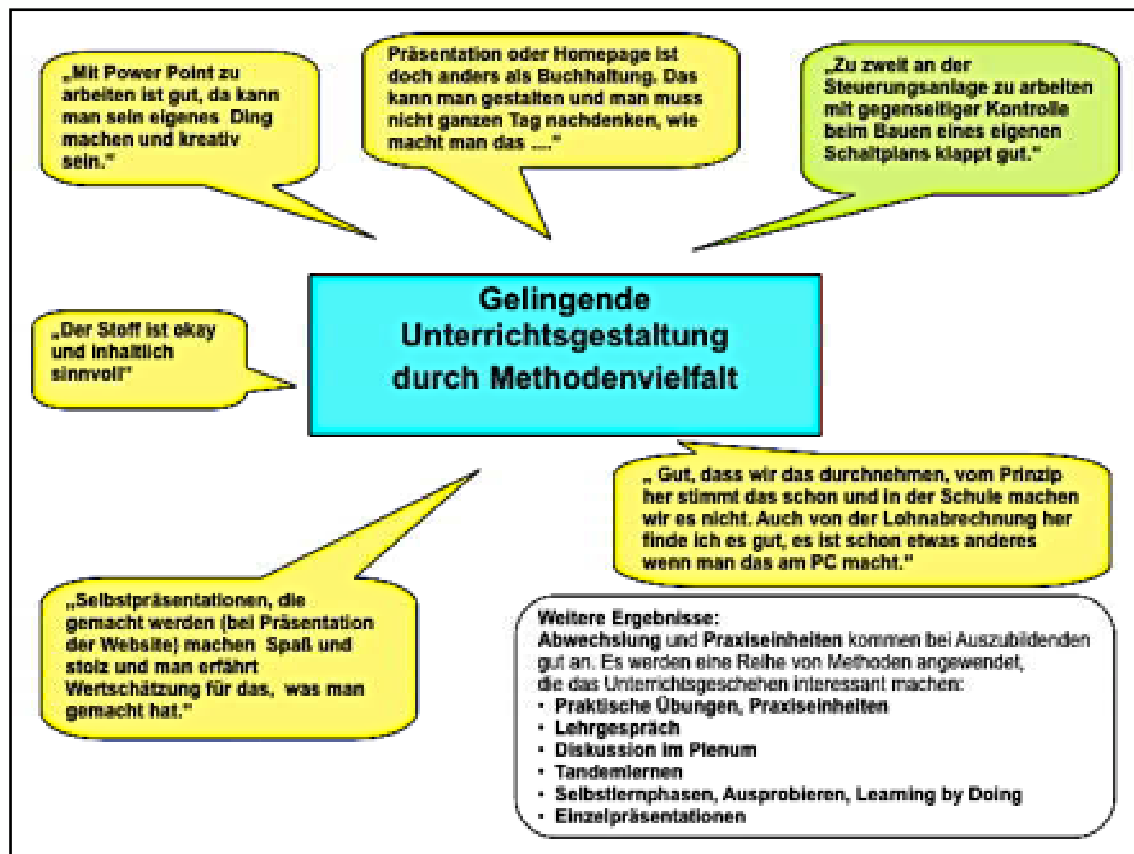 „Mit Power Point zu
arbeiten ist gut, da kann
man sein eigenes Ding
machen und kreativ
sein.“
Präsentation oder Homepage ist
doch anders als Buchhaltung. Das
kann man gestalten und man muss
nicht ganzen Tag nachdenken, wie
macht man das ....“
„Zu zweit an der
Steuerungsanlage zu arbeiten
mit gegenseitiger Kontrolle
beim Bauen eines eigenen
Schaltplans klappt gut.“
Gelingende
Unterrichtsgestaltung
durch Methodenvielfalt
„Der Stoff ist okay
und inhaltlich
sinnvoll“
„ Gut, dass wir das durchnehmen, vom Prinzip
her stimmt das schon und in der Schule machen
wir es nicht. Auch von der Lohnabrechnung her
finde ich es gut, es ist schon etwas anderes
wenn man das am PC macht.“
„Selbstpräsentationen, die
gemacht werden (bei Präsentation
der Website) machen Spaß und
stolz und man erfährt
Wertschätzung für das, was man
gemacht hat.“
Weitere Ergebnisse:
Abwechslung und Praxiseinheiten kommen bei Auszubildenden
gut an. Es werden eine Reihe von Methoden angewendet,
die das Unterrichtsgeschehen interessant machen:
• Praktische Übungen, Praxiseinheiten
• Lehrgespräch
• Diskussion im Plenum
• Tandemlernen
• Selbstlernphasen, Ausprobieren, Learning by Doing
• Einzelpräsentationen